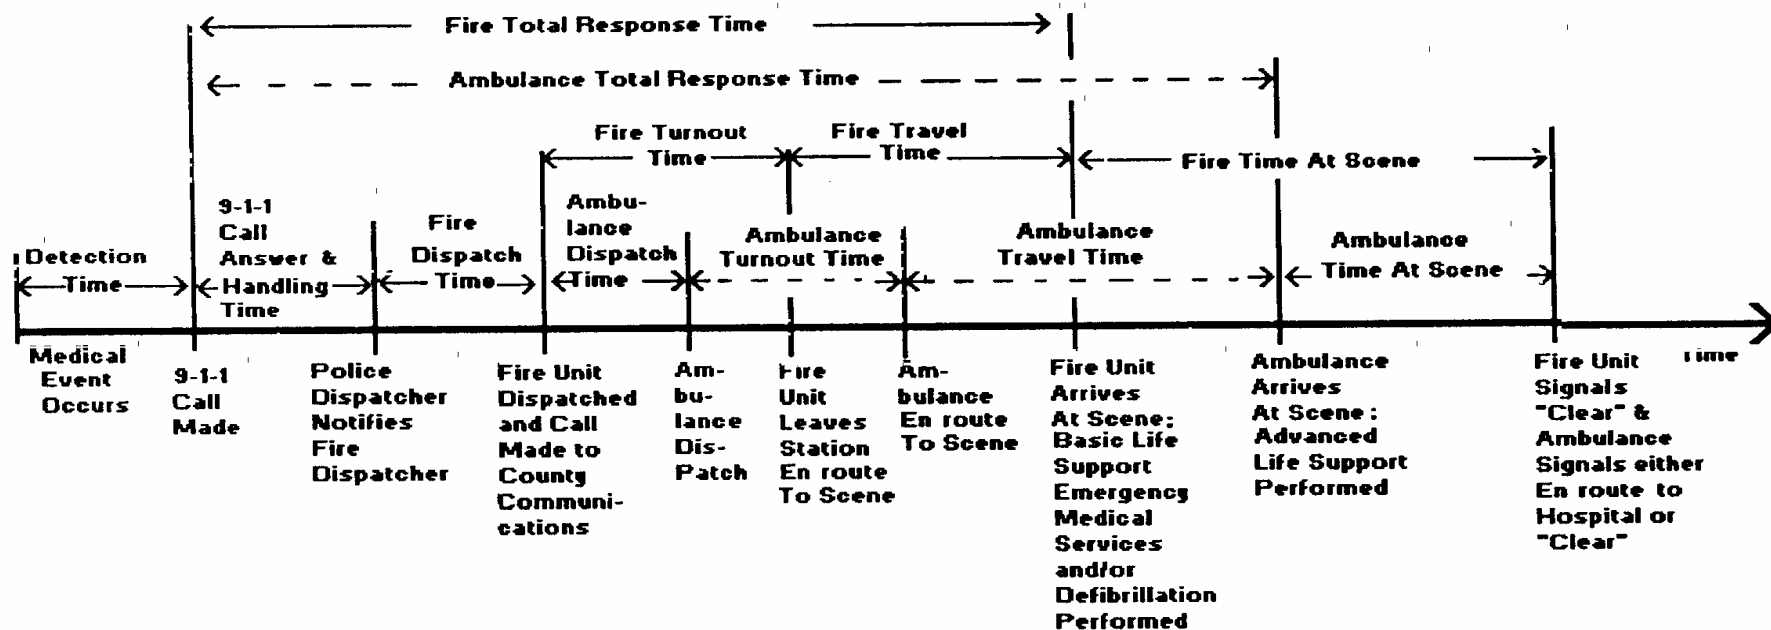 Fire Total Response Time
Ambulance Total Response Time
Fire Turnout
Time
Fire Travel
Time
Fire Time At Scene
Detection
Time
9-1-1
Call
Answer &
Handling
Time
Fire
Dispatch
Time
Ambu-
lance
Dispatch
Time
Ambulance
Turnout Time
Ambulance
Travel Time
Ambulance
Time At Scene
Medical
Event
Occurs
9-1-1
Call
Made
Police
Dispatcher
Notifies
Fire
Dispatcher
Fire Unit
Dispatched
and Call
Made to
County
Communi-
cations
Am-
bu-
lance
Dis-
Patch
Fire
Unit
Leaves
Station
En route
To Scene
Am-
bulance
En route
To Scene
Fire Unit
Arrives
At Scene;
Basic Life
Support
Emergency
Medical
Services
and/or
Defibrillation
Performed
Ambulance
Arrives
At Scene:
Advanced
Life Support
Performed
Fire Unit
Signals
"Clear" &
Ambulance
Signals either
En route to
Hospital or
"Clear"
Time